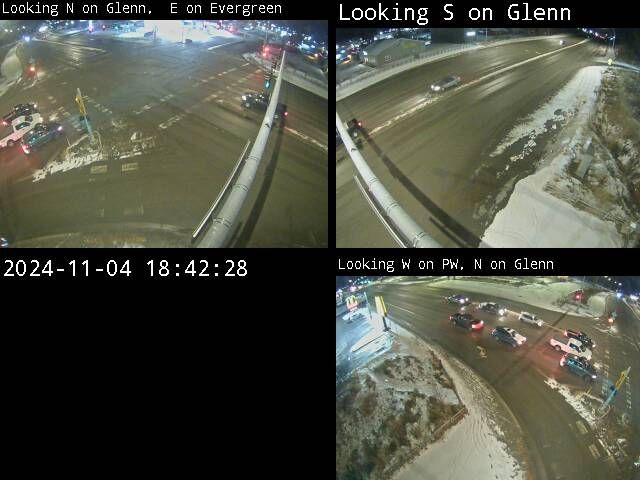 Looking N on Glenn,  E on Evergreen
Looking S on Glenn
2024-11-04 18:42:28
Looking W on PW, N on Glenn